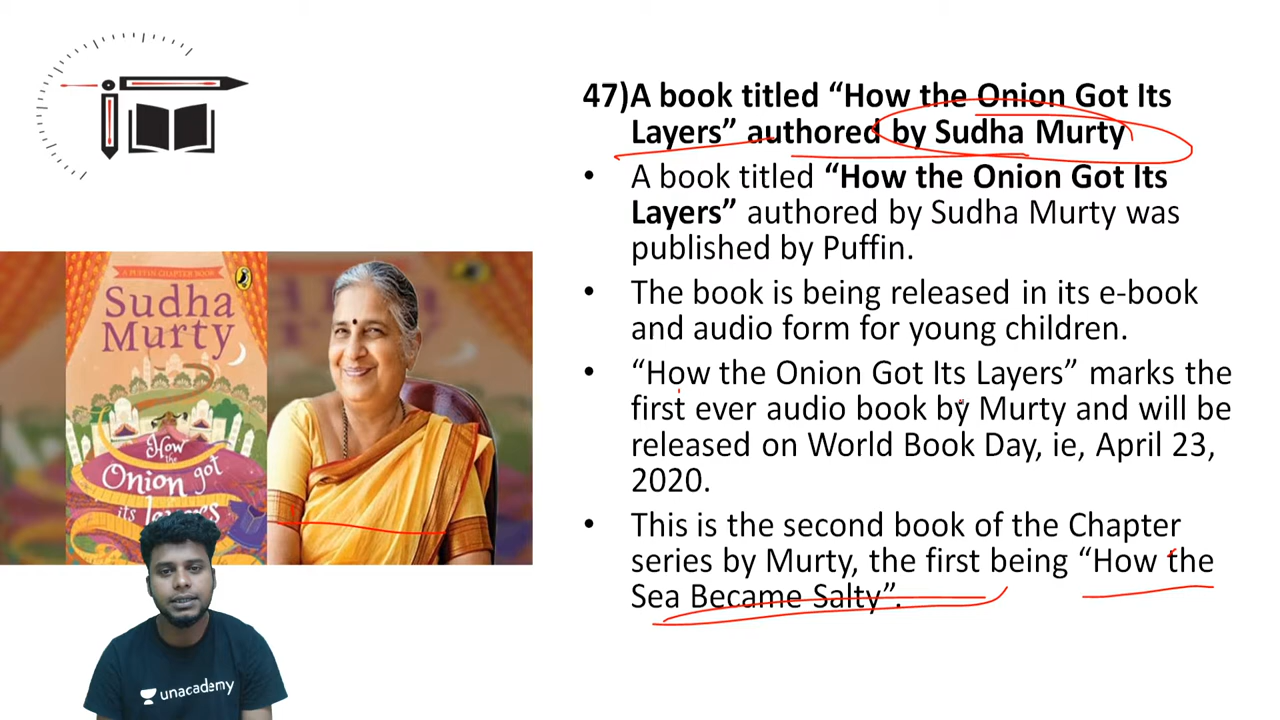 47)A book titled “How the Onion Got Its
Layers” authored by Sudha Murty
• A book titled “How the Onion Got Its
Layers” authored by Sudha Murty was
published by Puffin.
• The book is being released in its e-book
and audio form for young children.
• “How the Onion Got Its Layers” marks the
first ever audio book by Murty and will be
released on World Book Day, ie, April 23,
2020.
• This is the second book of the Chapter
series by Murty, the first being “How the
Sea Became Salty”.
A PUFFIN CHAPTER BOOK
Sudha
Murty
How
the
Onion got
its layers
unacademy